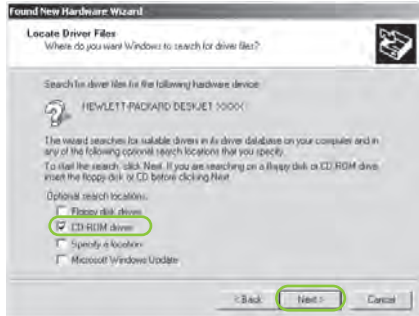 Found New Hardware Wizard
Locate Driver Files
Where do you want Windows to search for driver files?
Search for driver files for the following hardware device:
HEWLETT-PACKARD DESKJET XXXXX
The wizard searches for suitable drivers in its driver database on your computer and in
any of the following optional search locations that you specify.
To start the search, click Next. If you are searching on a floppy disk or CD-ROM drive,
insert the floppy disk or CD before clicking Next.
Optional search locations:
Floppy disk drives
CD-ROM drives
Specify a location
Microsoft Windows Update
< Back
Next >
Cancel